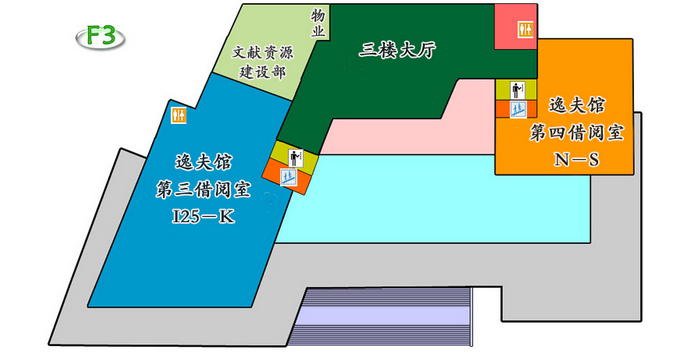 F3
物
业
文献资源
建设部
三楼大厅
逸夫馆
第四借阅室
N－S
逸夫馆
第三借阅室
I25－K